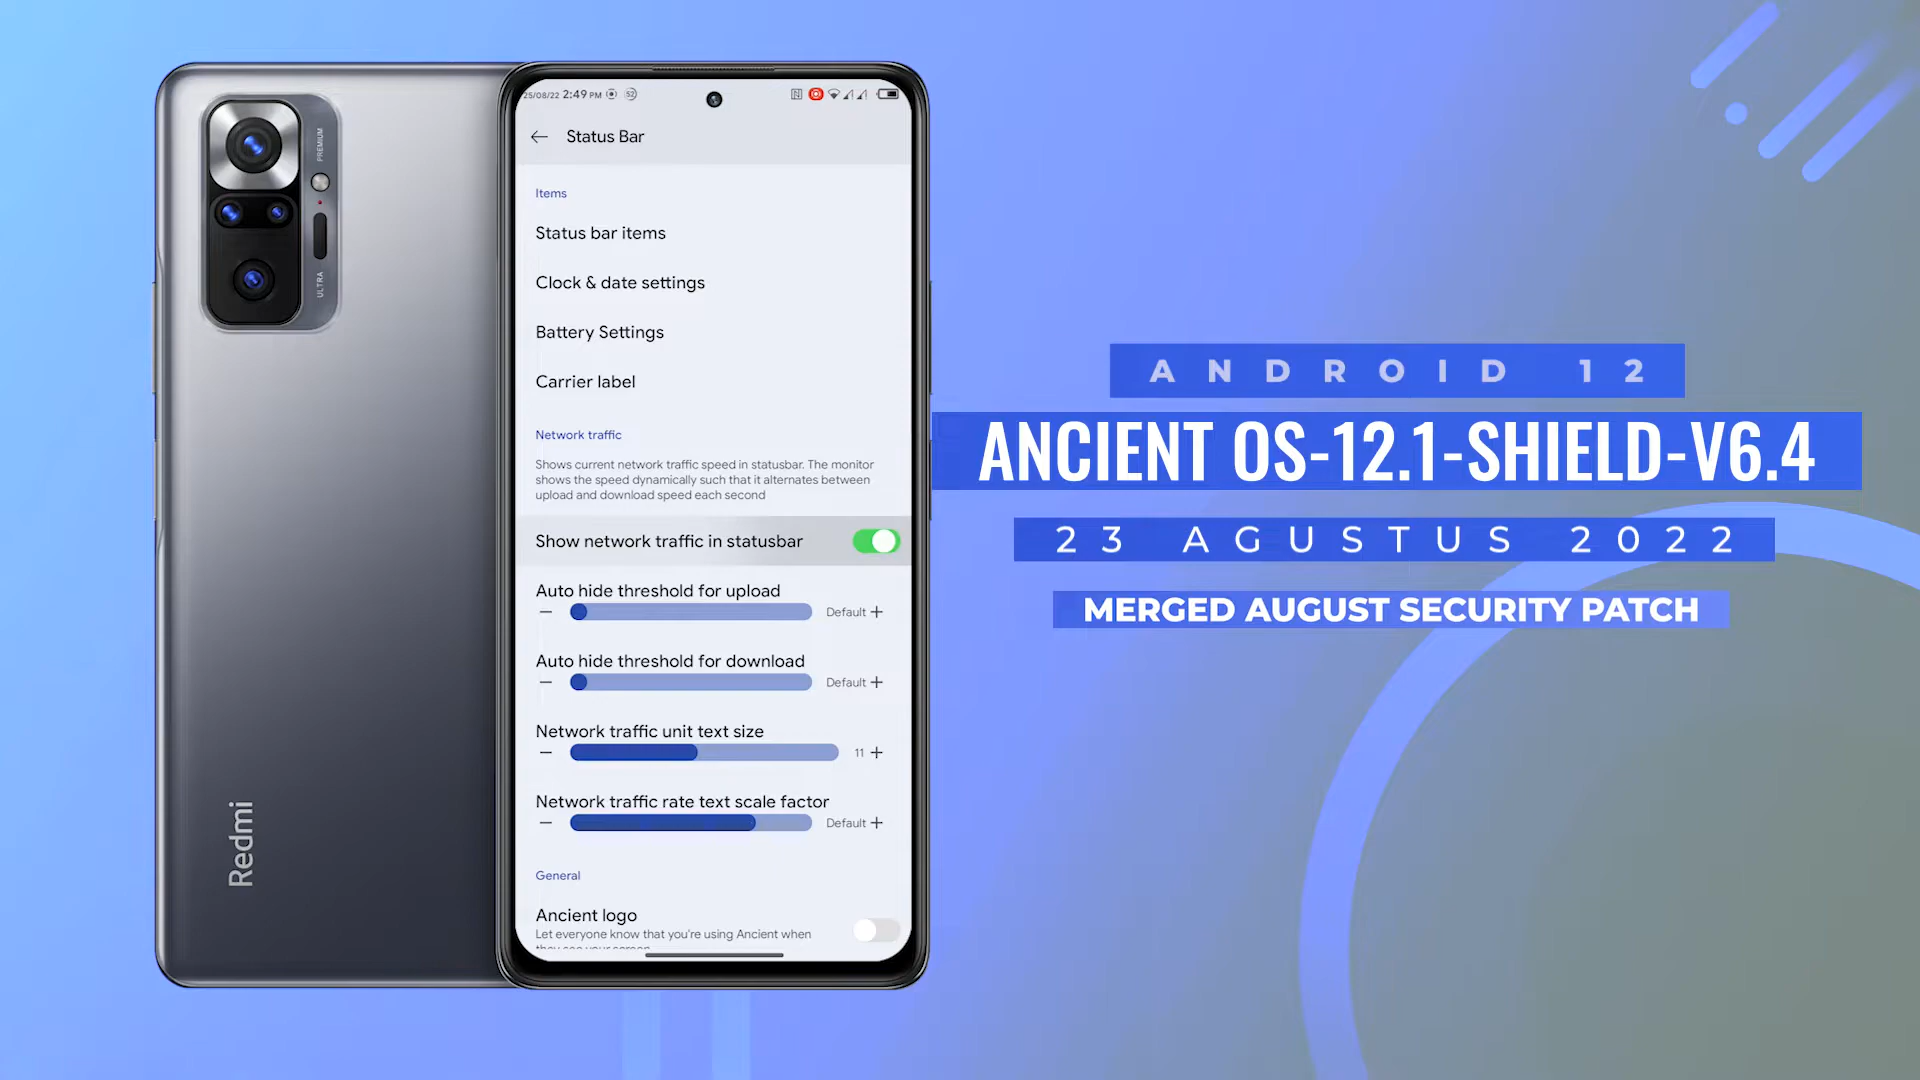 PREMIUM
ULTRA
Redmi
25/08/22 2:49 PM 52
Status Bar
Items
Status bar items
Clock & date settings
Battery Settings
Carrier label
Network traffic
Shows current network traffic speed in statusbar. The monitor
shows the speed dynamically such that it alternates between
upload and download speed each second
Show network traffic in statusbar
Auto hide threshold for upload
− Default +
Auto hide threshold for download
− Default +
Network traffic unit text size
− 11 +
Network traffic rate text scale factor
− Default +
General
Ancient logo
Let everyone know that you're using Ancient when
they see your screen
ANDROID 12
ANCIENT OS-12.1-SHIELD-V6.4
23 AGUSTUS 2022
MERGED AUGUST SECURITY PATCH